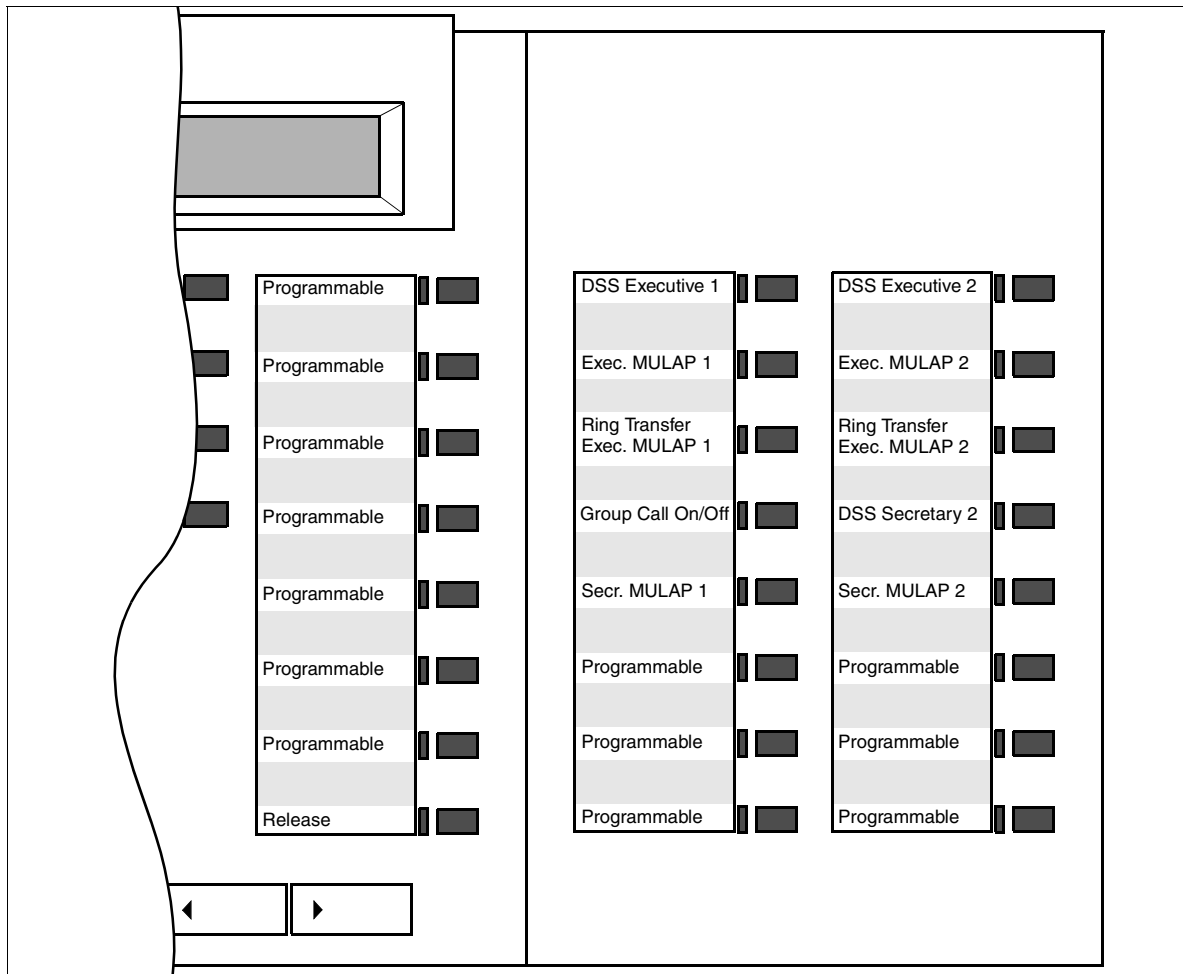 Programmable
Programmable
Programmable
Programmable
Programmable
Programmable
Programmable
Release
DSS Executive 1
Exec. MULAP 1
Ring Transfer
Exec. MULAP 1
Group Call On/Off
Secr. MULAP 1
Programmable
Programmable
Programmable
DSS Executive 2
Exec. MULAP 2
Ring Transfer
Exec. MULAP 2
DSS Secretary 2
Secr. MULAP 2
Programmable
Programmable
Programmable